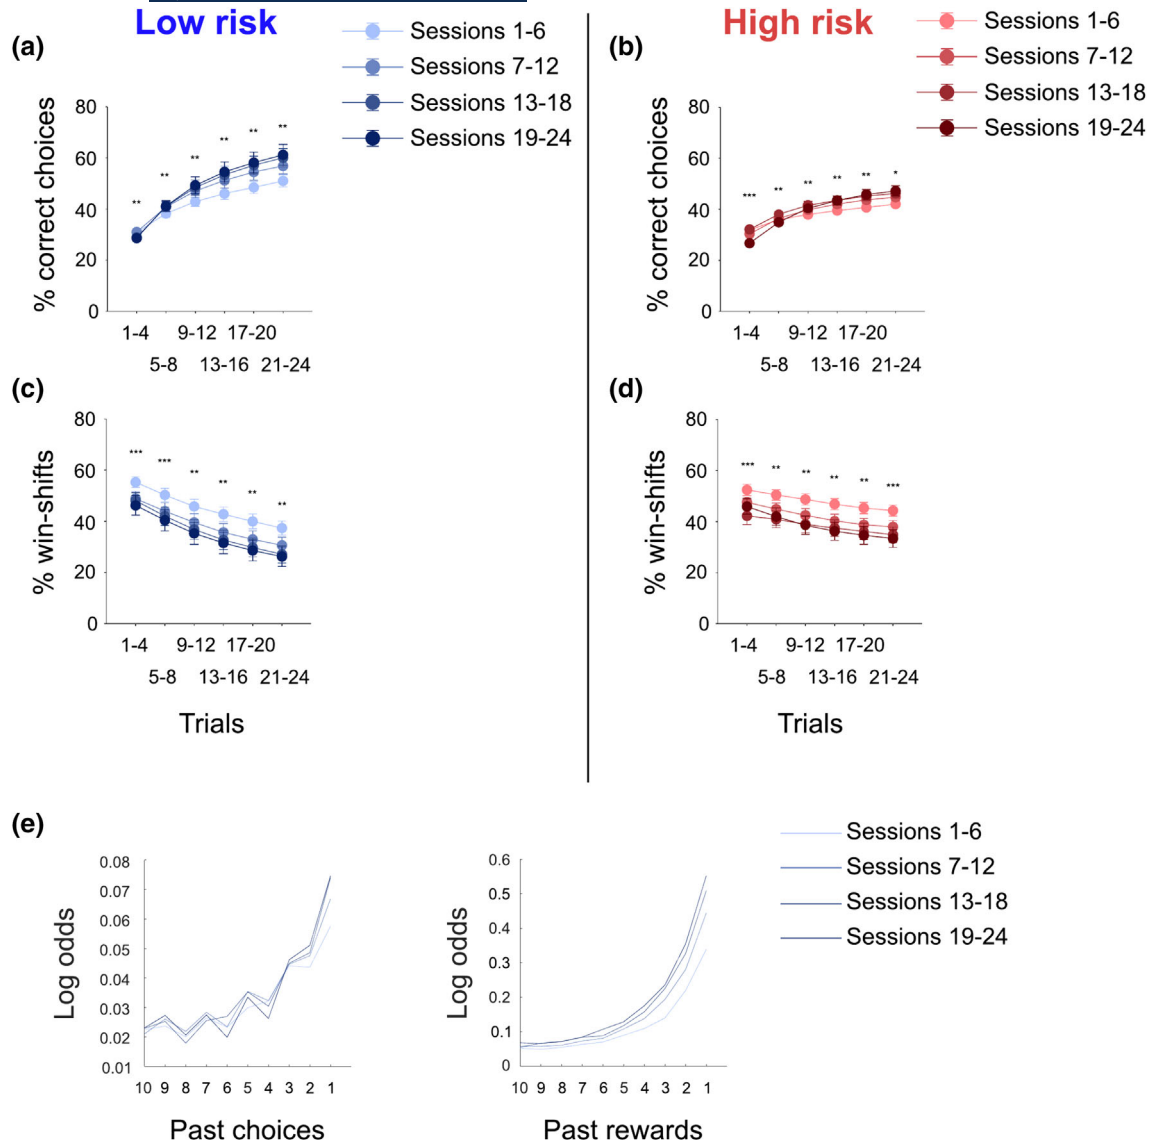 Low risk
(a)
Sessions 1-6
Sessions 7-12
Sessions 13-18
Sessions 19-24
% correct choices
80
60
40
20
0
** ** ** ** ** **
1-4 9-12 17-20
5-8 13-16 21-24
High risk
(b)
Sessions 1-6
Sessions 7-12
Sessions 13-18
Sessions 19-24
% correct choices
80
60
40
20
0
*** ** ** ** ** *
1-4 9-12 17-20
5-8 13-16 21-24
(c)
% win-shifts
80
60
40
20
0
*** *** ** ** ** **
1-4 9-12 17-20
5-8 13-16 21-24
Trials
(d)
% win-shifts
80
60
40
20
0
*** ** ** ** ** ***
1-4 9-12 17-20
5-8 13-16 21-24
Trials
(e)
Log odds
0.08
0.07
0.06
0.05
0.04
0.03
0.02
0.01
10 9 8 7 6 5 4 3 2 1
Past choices
Log odds
0.6
0.5
0.4
0.3
0.2
0.1
0
10 9 8 7 6 5 4 3 2 1
Past rewards
Sessions 1-6
Sessions 7-12
Sessions 13-18
Sessions 19-24